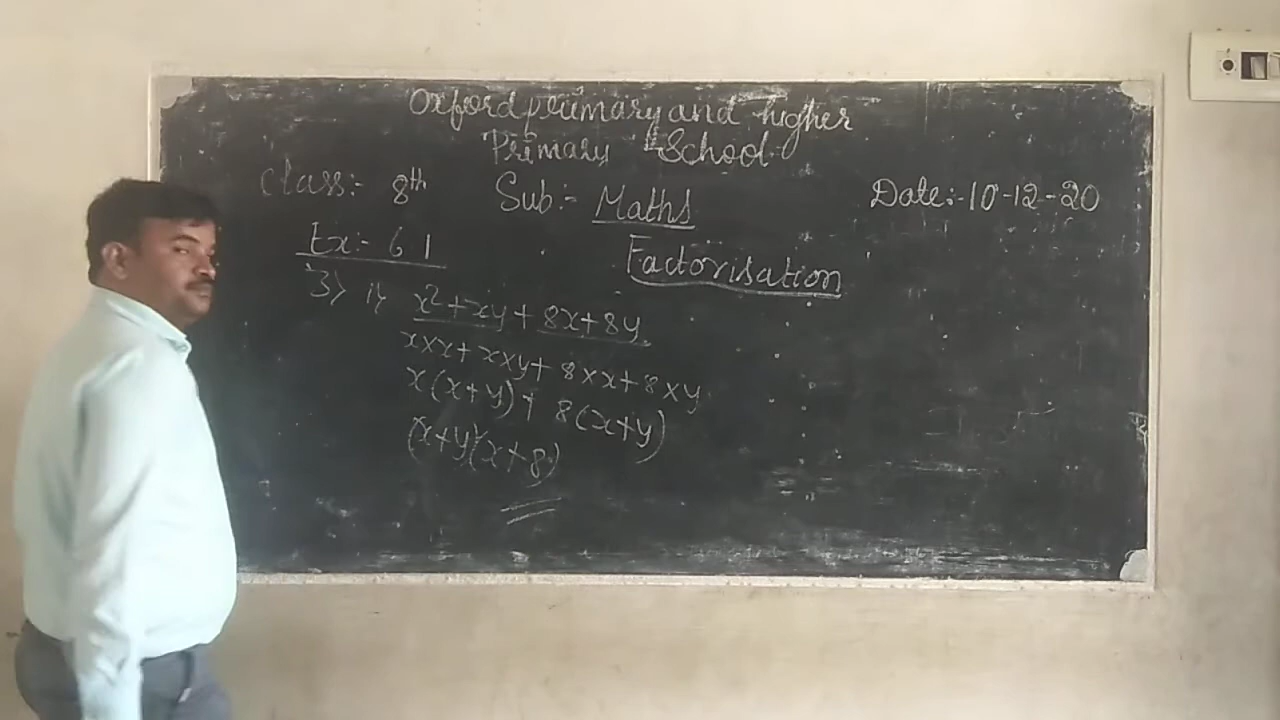 Oxford primary and higher
Primary School
Class:- 8th Sub:- Maths Date:-10-12-20
Ex:- 6 1 Factorisation
3) i) x²+xy+8x+8y
x×x+x×y+8×x+8×y
x(x+y)+8(x+y)
(x+y)(x+8)